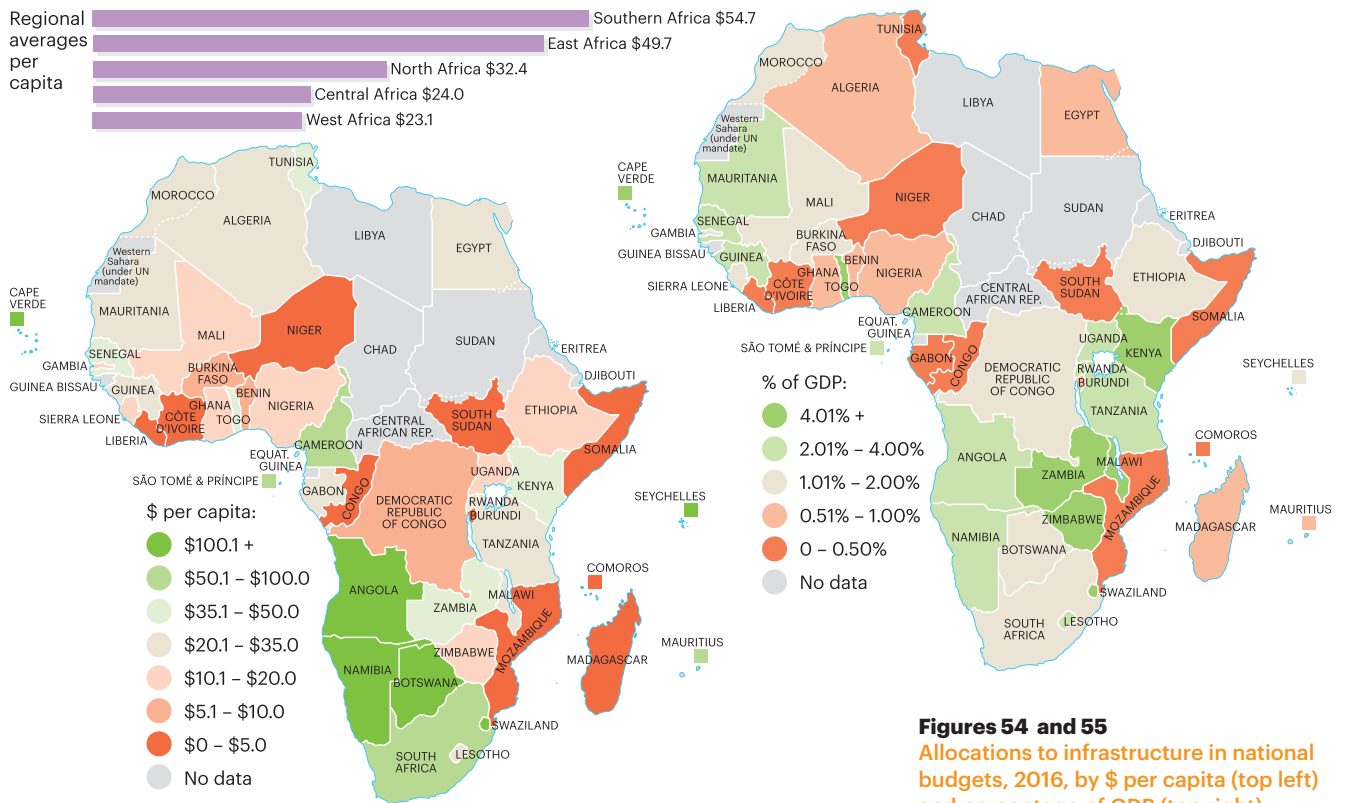 Regional
averages
per
capita
Southern Africa $54.7
East Africa $49.7
North Africa $32.4
Central Africa $24.0
West Africa $23.1
TUNISIA
MOROCCO
ALGERIA
LIBYA
EGYPT
Western
Sahara
(under UN
mandate)
CAPE
VERDE
MAURITANIA
MALI
NIGER
CHAD
SUDAN
ERITREA
SENEGAL
GAMBIA
GUINEA BISSAU
GUINEA
BURKINA
FASO
DJIBOUTI
BENIN
NIGERIA
GHANA
TOGO
SIERRA LEONE
CÔTE
D'IVOIRE
LIBERIA
SOUTH
SUDAN
ETHIOPIA
CENTRAL
AFRICAN REP.
CAMEROON
SOMALIA
EQUAT.
GUINEA
SÃO TOMÉ & PRÍNCIPE
GABON
CONGO
DEMOCRATIC
REPUBLIC
OF CONGO
UGANDA
KENYA
RWANDA
BURUNDI
SEYCHELLES
TANZANIA
COMOROS
ANGOLA
ZAMBIA
MALAWI
MOZAMBIQUE
ZIMBABWE
MAURITIUS
NAMIBIA
BOTSWANA
MADAGASCAR
SWAZILAND
SOUTH
AFRICA
LESOTHO
$ per capita:
$100.1 +
$50.1 – $100.0
$35.1 – $50.0
$20.1 – $35.0
$10.1 – $20.0
$5.1 – $10.0
$0 – $5.0
No data
TUNISIA
MOROCCO
ALGERIA
LIBYA
EGYPT
Western
Sahara
(under UN
mandate)
CAPE
VERDE
MAURITANIA
MALI
NIGER
CHAD
SUDAN
ERITREA
SENEGAL
GAMBIA
GUINEA BISSAU
GUINEA
BURKINA
FASO
DJIBOUTI
BENIN
NIGERIA
GHANA
TOGO
SIERRA LEONE
CÔTE
D'IVOIRE
LIBERIA
SOUTH
SUDAN
ETHIOPIA
CENTRAL
AFRICAN REP.
CAMEROON
SOMALIA
EQUAT.
GUINEA
SÃO TOMÉ & PRÍNCIPE
GABON
CONGO
DEMOCRATIC
REPUBLIC
OF CONGO
UGANDA
KENYA
RWANDA
BURUNDI
SEYCHELLES
TANZANIA
COMOROS
ANGOLA
ZAMBIA
MALAWI
MOZAMBIQUE
ZIMBABWE
MAURITIUS
NAMIBIA
BOTSWANA
MADAGASCAR
SWAZILAND
SOUTH
AFRICA
LESOTHO
% of GDP:
4.01% +
2.01% – 4.00%
1.01% – 2.00%
0.51% – 1.00%
0 – 0.50%
No data
Figures 54 and 55
Allocations to infrastructure in national
budgets, 2016, by $ per capita (top left)
and percentage of GDP (top right)